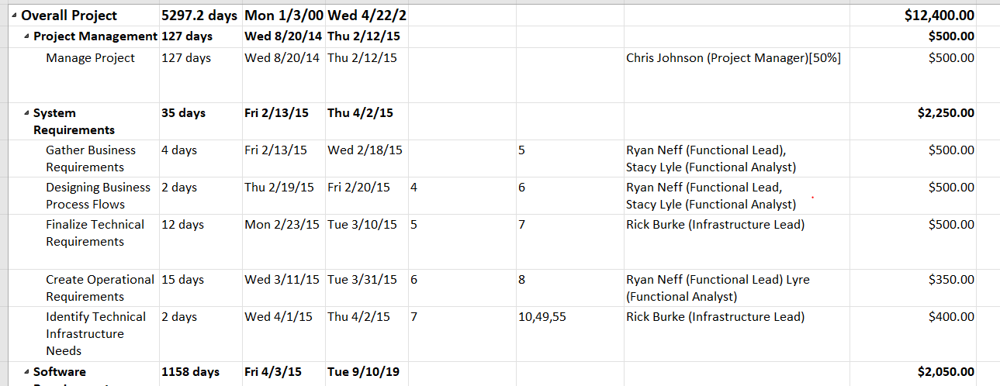 Overall Project 5297.2 days Mon 1/3/00 Wed 4/22/2 $12,400.00
Project Management 127 days Wed 8/20/14 Thu 2/12/15 $500.00
Manage Project 127 days Wed 8/20/14 Thu 2/12/15 Chris Johnson (Project Manager)[50%] $500.00
System 35 days Fri 2/13/15 Thu 4/2/15 $2,250.00
Requirements
Gather Business 4 days Fri 2/13/15 Wed 2/18/15 5 Ryan Neff (Functional Lead), $500.00
Requirements Stacy Lyle (Functional Analyst)
Designing Business 2 days Thu 2/19/15 Fri 2/20/15 4 6 Ryan Neff (Functional Lead, $500.00
Process Flows Stacy Lyle (Functional Analyst)
Finalize Technical 12 days Mon 2/23/15 Tue 3/10/15 5 7 Rick Burke (Infrastructure Lead) $500.00
Requirements
Create Operational 15 days Wed 3/11/15 Tue 3/31/15 6 8 Ryan Neff (Functional Lead) Lyre $350.00
Requirements (Functional Analyst)
Identify Technical 2 days Wed 4/1/15 Thu 4/2/15 7 10,49,55 Rick Burke (Infrastructure Lead) $400.00
Infrastructure
Needs
Software 1158 days Fri 4/3/15 Tue 9/10/19 $2,050.00